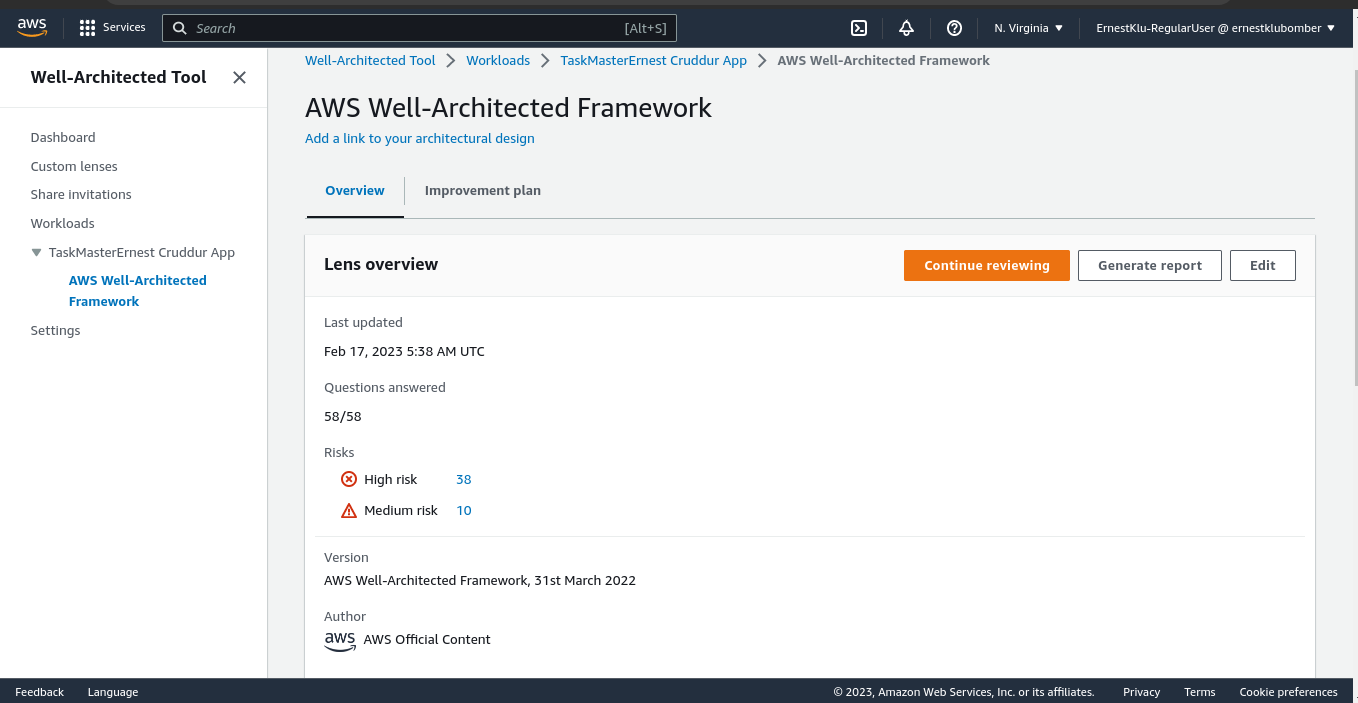 aws
Services
Search
[Alt+S]
N. Virginia
ErnestKlu-RegularUser @ ernestklubomber
Well-Architected Tool
Dashboard
Custom lenses
Share invitations
Workloads
TaskMasterErnest Cruddur App
AWS Well-Architected
Framework
Settings
Well-Architected Tool
Workloads
TaskMasterErnest Cruddur App
AWS Well-Architected Framework
AWS Well-Architected Framework
Add a link to your architectural design
Overview
Improvement plan
Lens overview
Continue reviewing
Generate report
Edit
Last updated
Feb 17, 2023 5:38 AM UTC
Questions answered
58/58
Risks
High risk 38
Medium risk 10
Version
AWS Well-Architected Framework, 31st March 2022
Author
aws AWS Official Content
Feedback
Language
© 2023, Amazon Web Services, Inc. or its affiliates.
Privacy
Terms
Cookie preferences